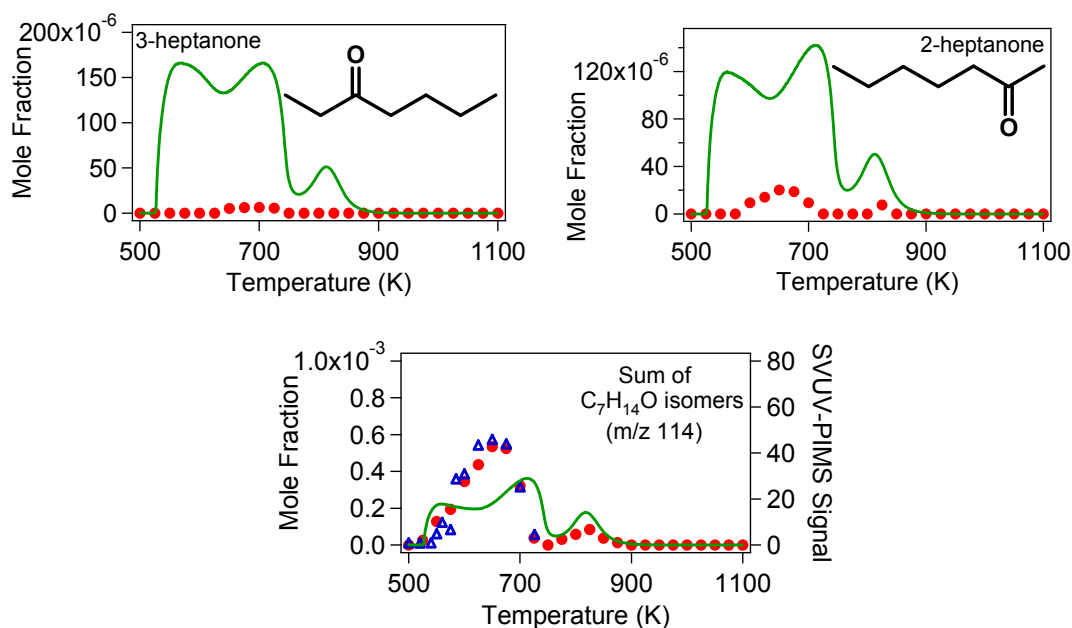 200x10⁻⁶
150
100
50
0
Mole Fraction
3-heptanone
O
500
700
900
1100
Temperature (K)
120x10⁻⁶
80
40
0
Mole Fraction
2-heptanone
O
500
700
900
1100
Temperature (K)
1.0x10⁻³
0.8
0.6
0.4
0.2
0.0
Mole Fraction
Sum of
C₇H₁₄O isomers
(m/z 114)
80
60
40
20
0
SVUV-PIMS Signal
500
700
900
1100
Temperature (K)